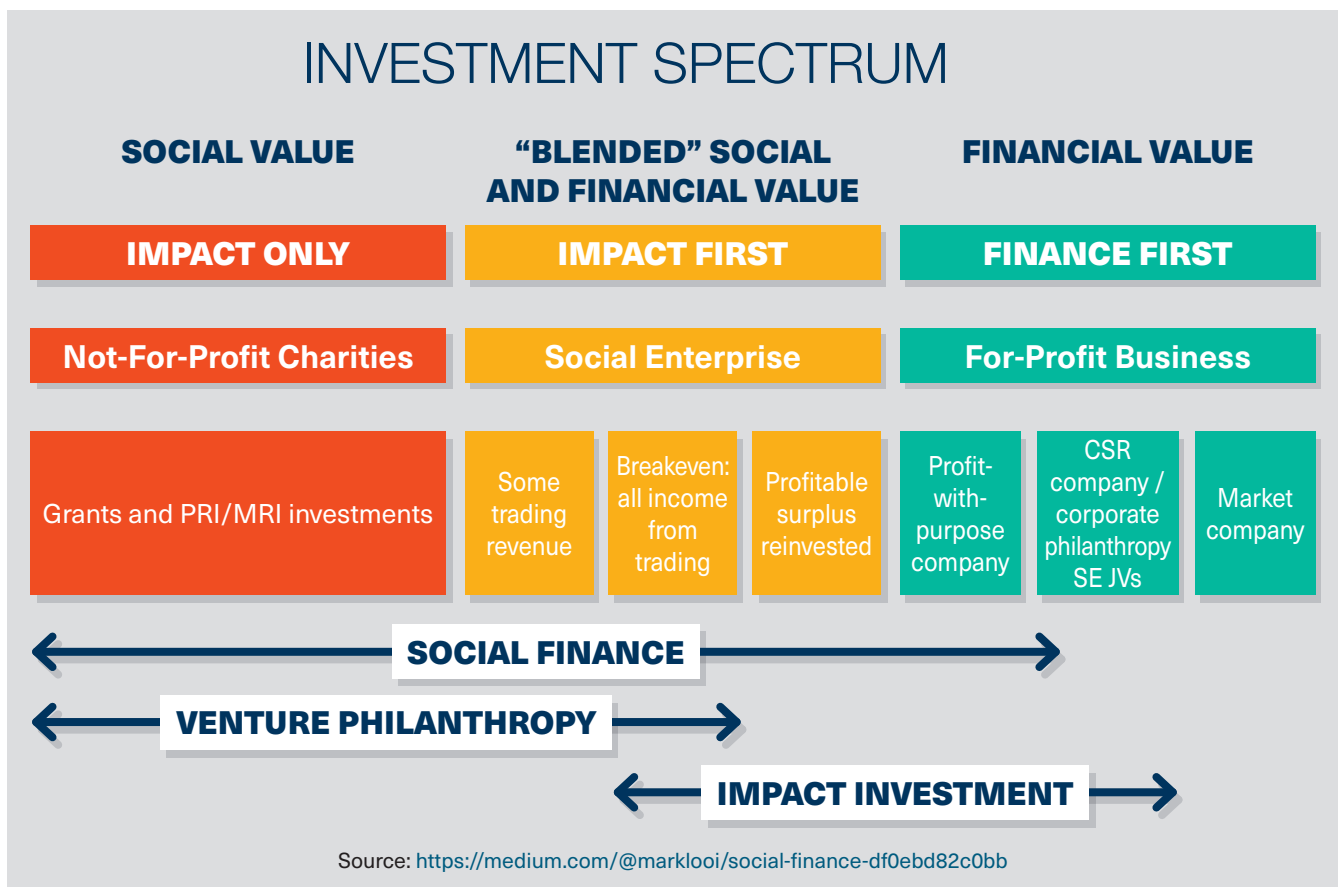 INVESTMENT SPECTRUM
SOCIAL VALUE
“BLENDED” SOCIAL
AND FINANCIAL VALUE
FINANCIAL VALUE
IMPACT ONLY
IMPACT FIRST
FINANCE FIRST
Not-For-Profit Charities
Social Enterprise
For-Profit Business
Grants and PRI/MRI investments
Some
trading
revenue
Breakeven:
all income
from
trading
Profitable
surplus
reinvested
Profit-
with-
purpose
company
CSR
company /
corporate
philanthropy
SE JVs
Market
company
SOCIAL FINANCE
VENTURE PHILANTHROPY
IMPACT INVESTMENT
Source: https://medium.com/@marklooi/social-finance-df0ebd82c0bb